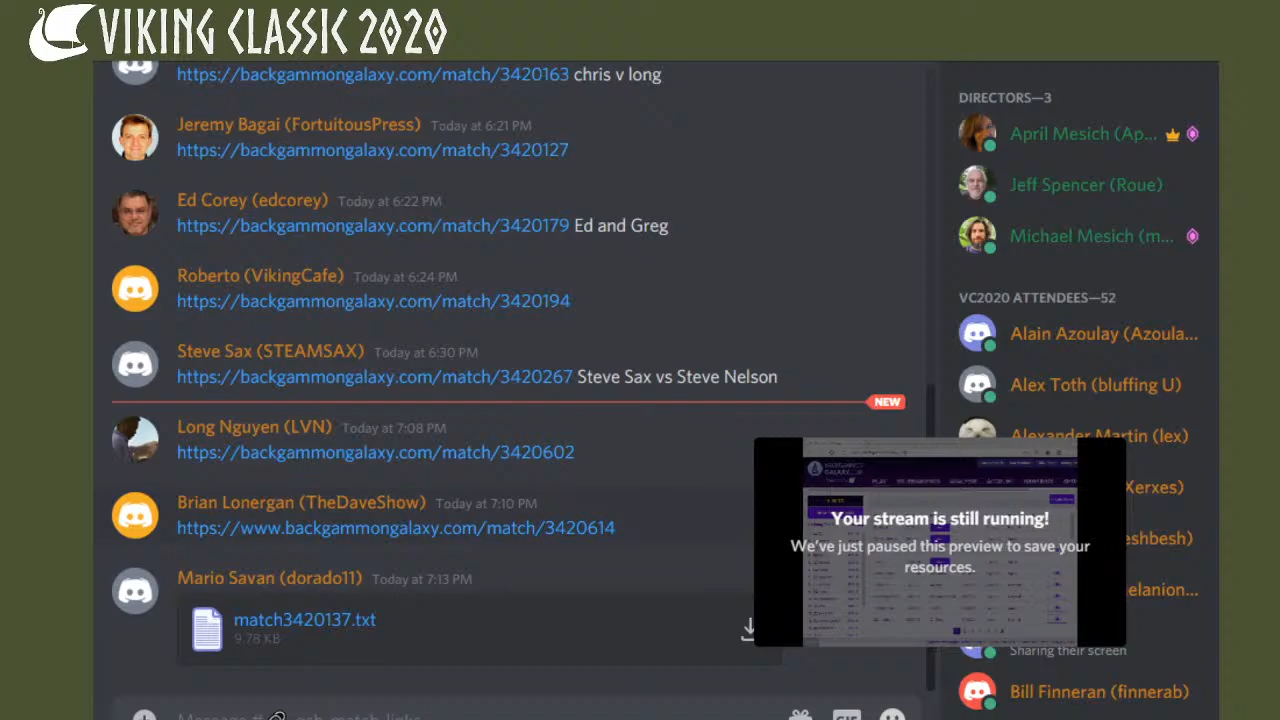 VIKING CLASSIC 2020
https://backgammongalaxy.com/match/3420163 chris v long
Jeremy Bagai (FortuitousPress) Today at 6:21 PM
https://backgammongalaxy.com/match/3420127
Ed Corey (edcorey) Today at 6:22 PM
https://backgammongalaxy.com/match/3420179 Ed and Greg
Roberto (VikingCafe) Today at 6:24 PM
https://backgammongalaxy.com/match/3420194
Steve Sax (STEAMSAX) Today at 6:30 PM
https://backgammongalaxy.com/match/3420267 Steve Sax vs Steve Nelson
NEW
Long Nguyen (LVN) Today at 7:08 PM
https://backgammongalaxy.com/match/3420602
Brian Lonergan (TheDaveShow) Today at 7:10 PM
https://www.backgammongalaxy.com/match/3420614
Mario Savan (dorado11) Today at 7:13 PM
match3420137.txt
9.78 KB
DIRECTORS—3
April Mesich (Ap...
Jeff Spencer (Roue)
Michael Mesich (m...
VC2020 ATTENDEES—52
Alain Azoulay (Azoula...
Alex Toth (bluffing U)
Alexander Martin (lex)
Xerxes)
eshbesh)
elanion...
Your stream is still running!
We've just paused this preview to save your
resources.
Sharing their screen
Bill Finneran (finnerab)